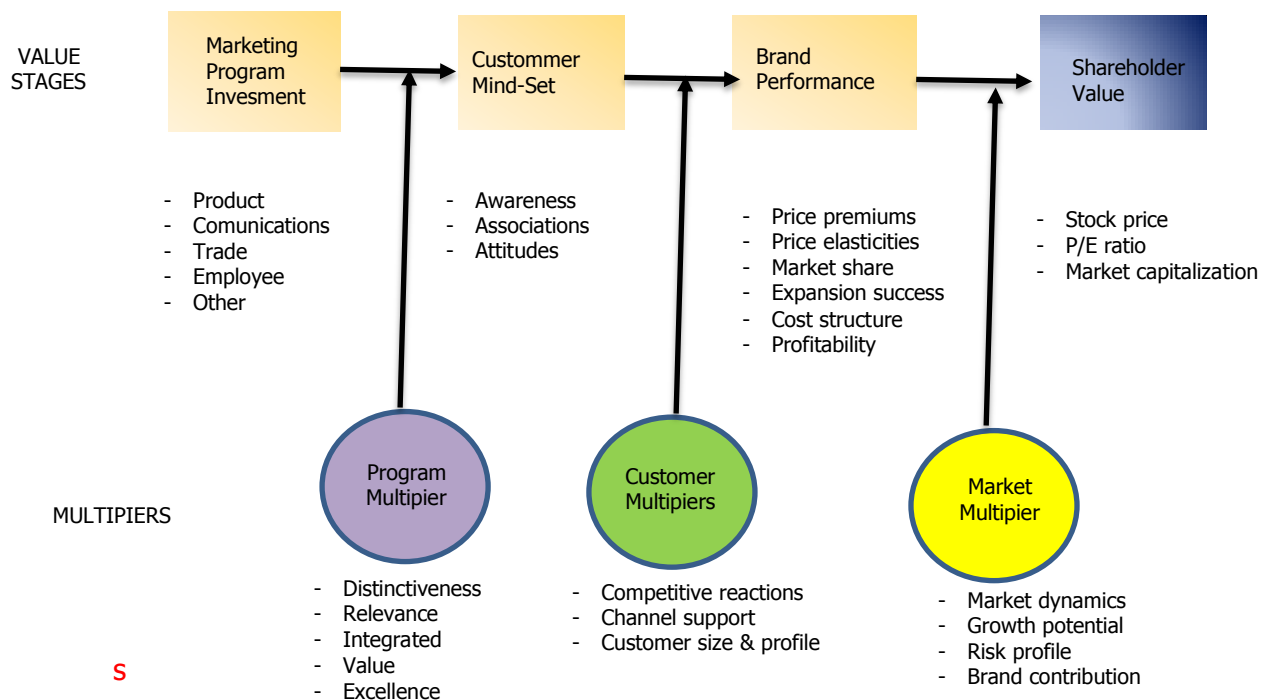 VALUE
STAGES
Marketing
Program
Invesment
Custommer
Mind-Set
Brand
Performance
Shareholder
Value
- Product
- Comunications
- Trade
- Employee
- Other
- Awareness
- Associations
- Attitudes
- Price premiums
- Price elasticities
- Market share
- Expansion success
- Cost structure
- Profitability
- Stock price
- P/E ratio
- Market capitalization
MULTIPIERS
Program
Multipier
Customer
Multipiers
Market
Multipier
- Distinctiveness
- Relevance
- Integrated
- Value
- Excellence
- Competitive reactions
- Channel support
- Customer size & profile
- Market dynamics
- Growth potential
- Risk profile
- Brand contribution
s